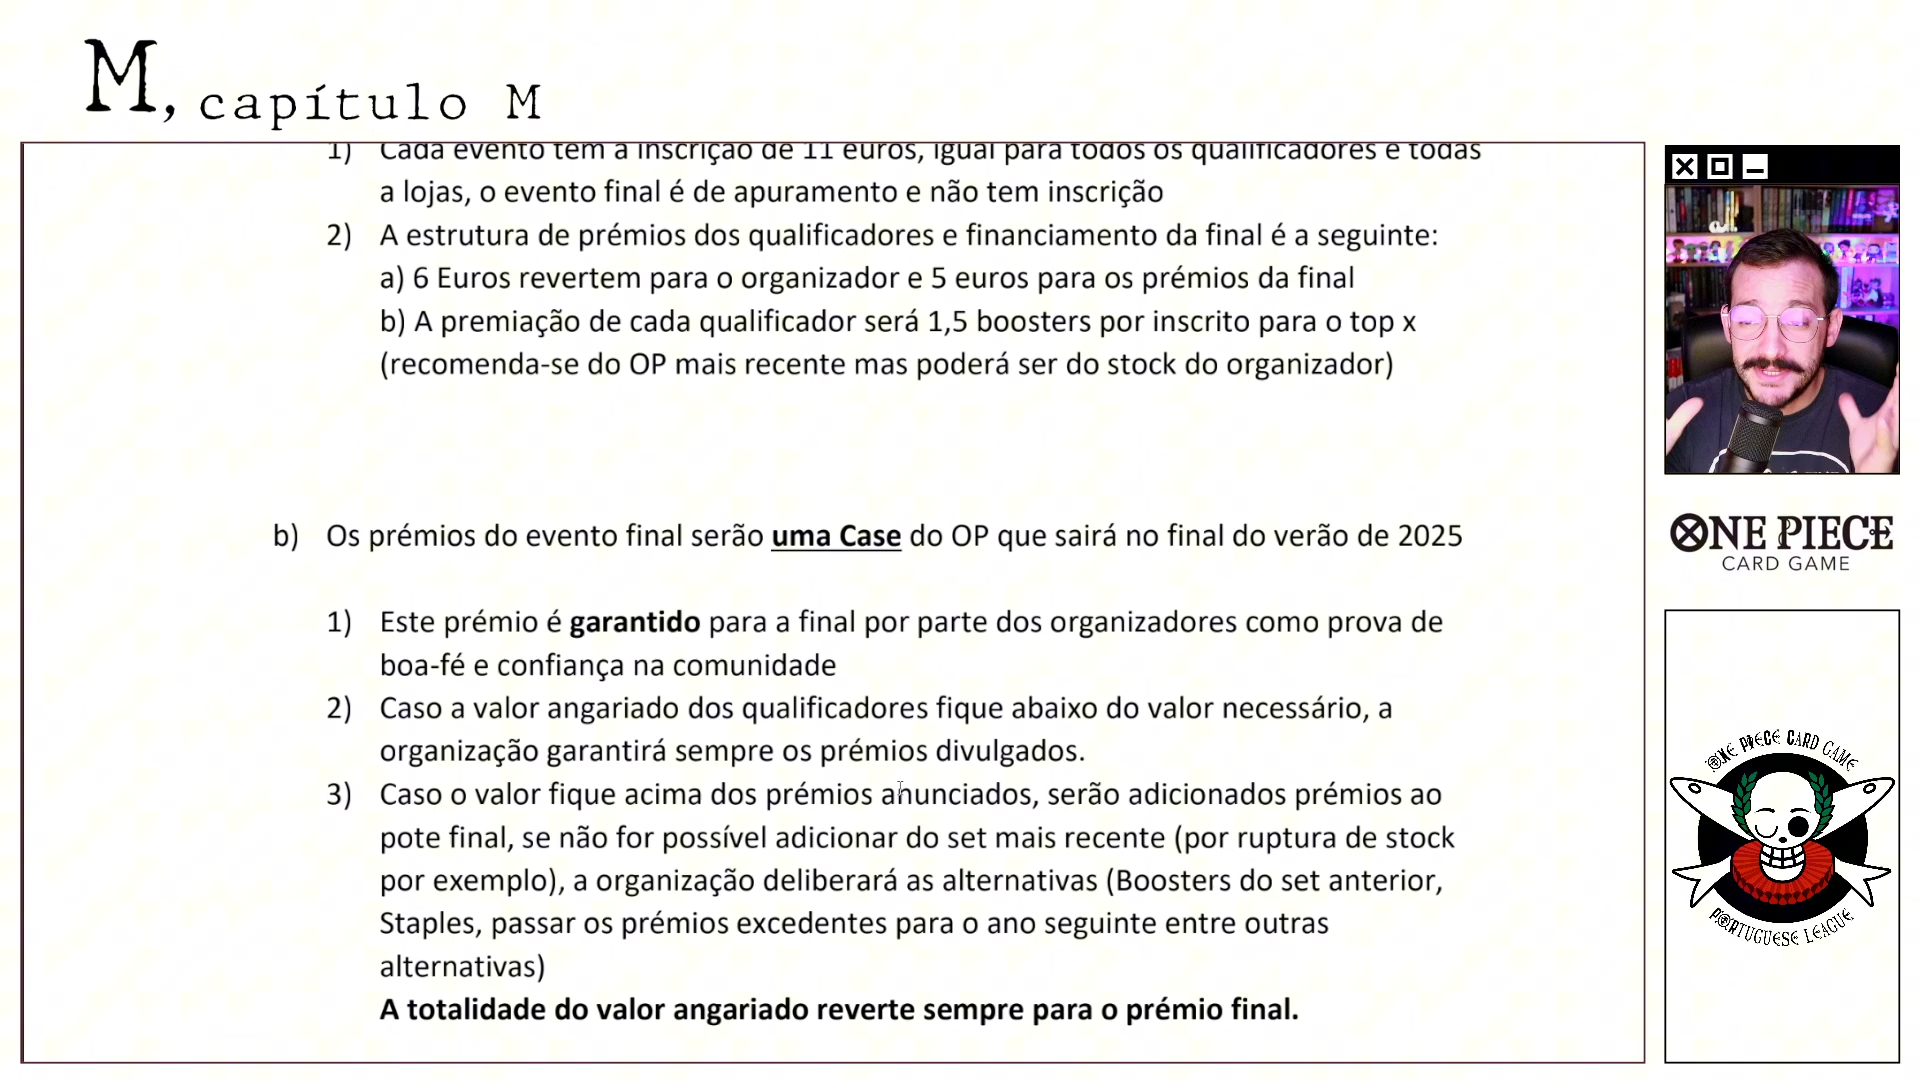 M, capítulo M
1) Cada evento tem a inscrição de 11 euros, igual para todos os qualificadores e todas
a lojas, o evento final é de apuramento e não tem inscrição
2) A estrutura de prémios dos qualificadores e financiamento da final é a seguinte:
a) 6 Euros revertem para o organizador e 5 euros para os prémios da final
b) A premiação de cada qualificador será 1,5 boosters por inscrito para o top x
(recomenda-se do OP mais recente mas poderá ser do stock do organizador)
b) Os prémios do evento final serão uma Case do OP que sairá no final do verão de 2025
1) Este prémio é garantido para a final por parte dos organizadores como prova de
boa-fé e confiança na comunidade
2) Caso a valor angariado dos qualificadores fique abaixo do valor necessário, a
organização garantirá sempre os prémios divulgados.
3) Caso o valor fique acima dos prémios anunciados, serão adicionados prémios ao
pote final, se não for possível adicionar do set mais recente (por ruptura de stock
por exemplo), a organização deliberará as alternativas (Boosters do set anterior,
Staples, passar os prémios excedentes para o ano seguinte entre outras
alternativas)
A totalidade do valor angariado reverte sempre para o prémio final.
ONE PIECE
CARD GAME
ONE PIECE CARD GAME
PORTUGUESE LEAGUE